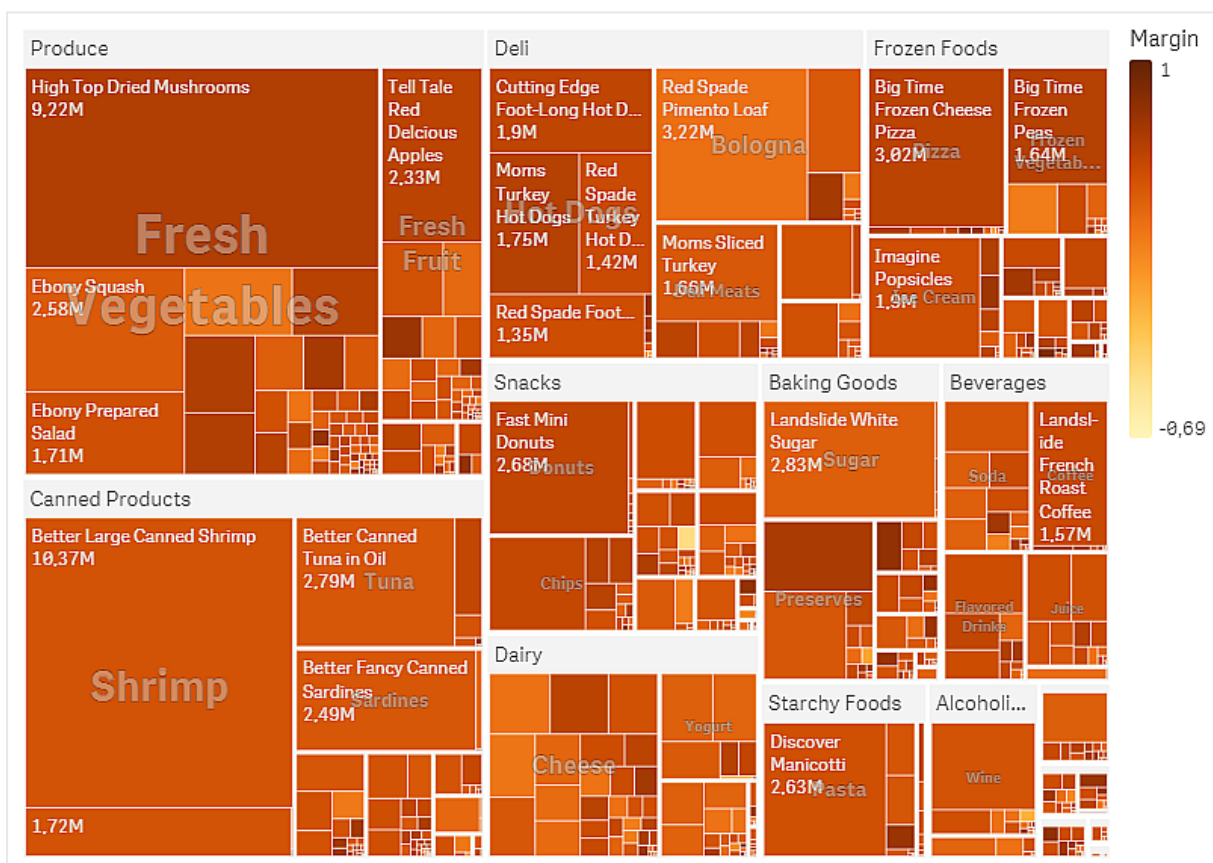 Produce
High Top Dried Mushrooms
9,22M
Fresh
Vegetables
Ebony Squash
2,58M
Ebony Prepared
Salad
1,71M
Tell Tale
Red
Delcious
Apples
2,33M
Fresh
Fruit
Canned Products
Better Large Canned Shrimp
10,37M
Shrimp
1,72M
Better Canned
Tuna in Oil
2,79M
Tuna
Better Fancy Canned
Sardines
2,49M
Sardines
Deli
Cutting Edge
Foot-Long Hot D...
1,9M
Moms
Turkey
Hot Dogs
1,75M
Red
Spade
Turkey
Hot D...
1,42M
Hot Dogs
Red Spade Foot...
1,35M
Red Spade
Pimento Loaf
3,22M
Bologna
Moms Sliced
Turkey
1,66M
Deli Meats
Frozen Foods
Big Time
Frozen Cheese
Pizza
3,02M
Pizza
Big Time
Frozen
Peas
1,64M
Frozen
Vegetab...
Imagine
Popsicles
1,9M
Ice Cream
Snacks
Fast Mini
Donuts
2,68M
Donuts
Chips
Dairy
Cheese
Yogurt
Baking Goods
Landslide White
Sugar
2,83M
Sugar
Preserves
Beverages
Soda
Landsl-
ide
French
Roast
Coffee
1,57M
Coffee
Flavored
Drinks
Juice
Starchy Foods
Discover
Manicotti
2,63M
Pasta
Alcoholi...
Wine
Margin
1
-0,69